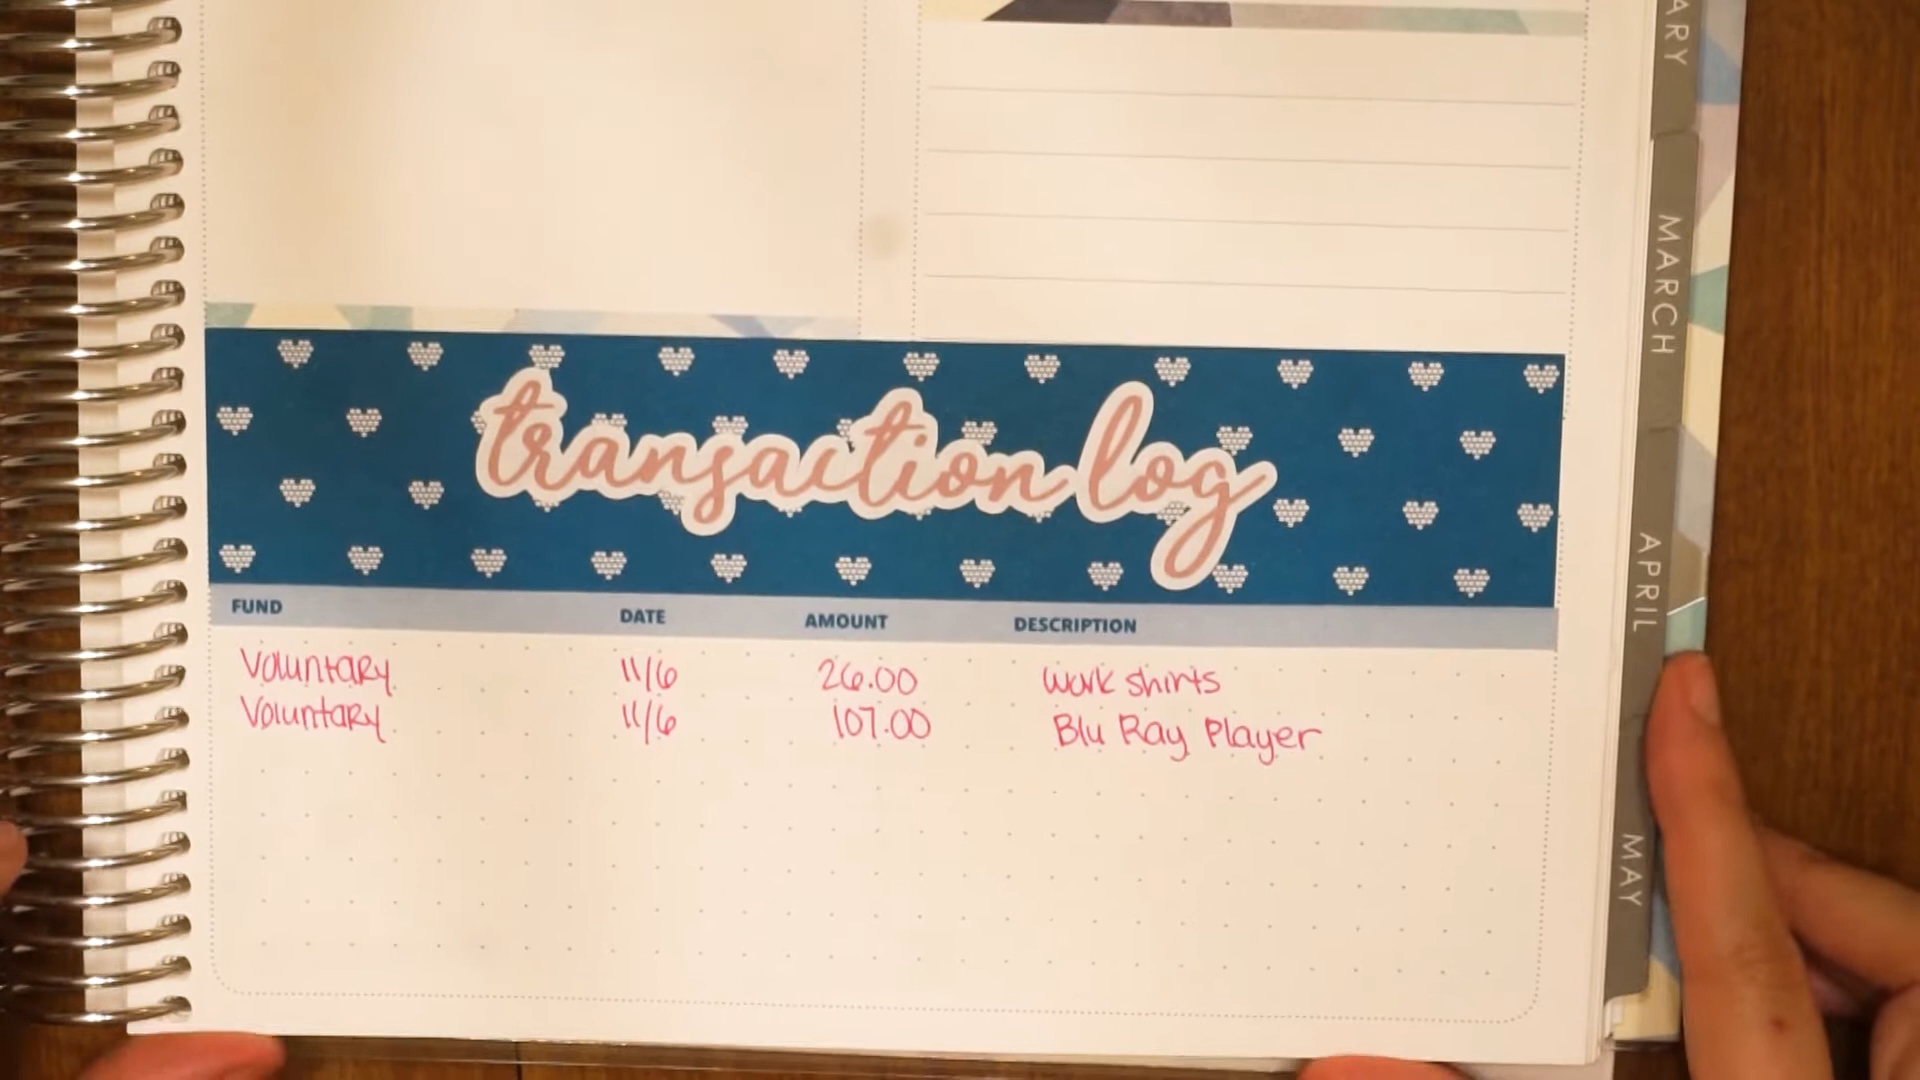 ARY
MARCH
APRIL
MAY
transaction log
FUND DATE AMOUNT DESCRIPTION
Voluntary 11/6 26.00 Work shirts
Voluntary 11/6 107.00 Blu Ray Player